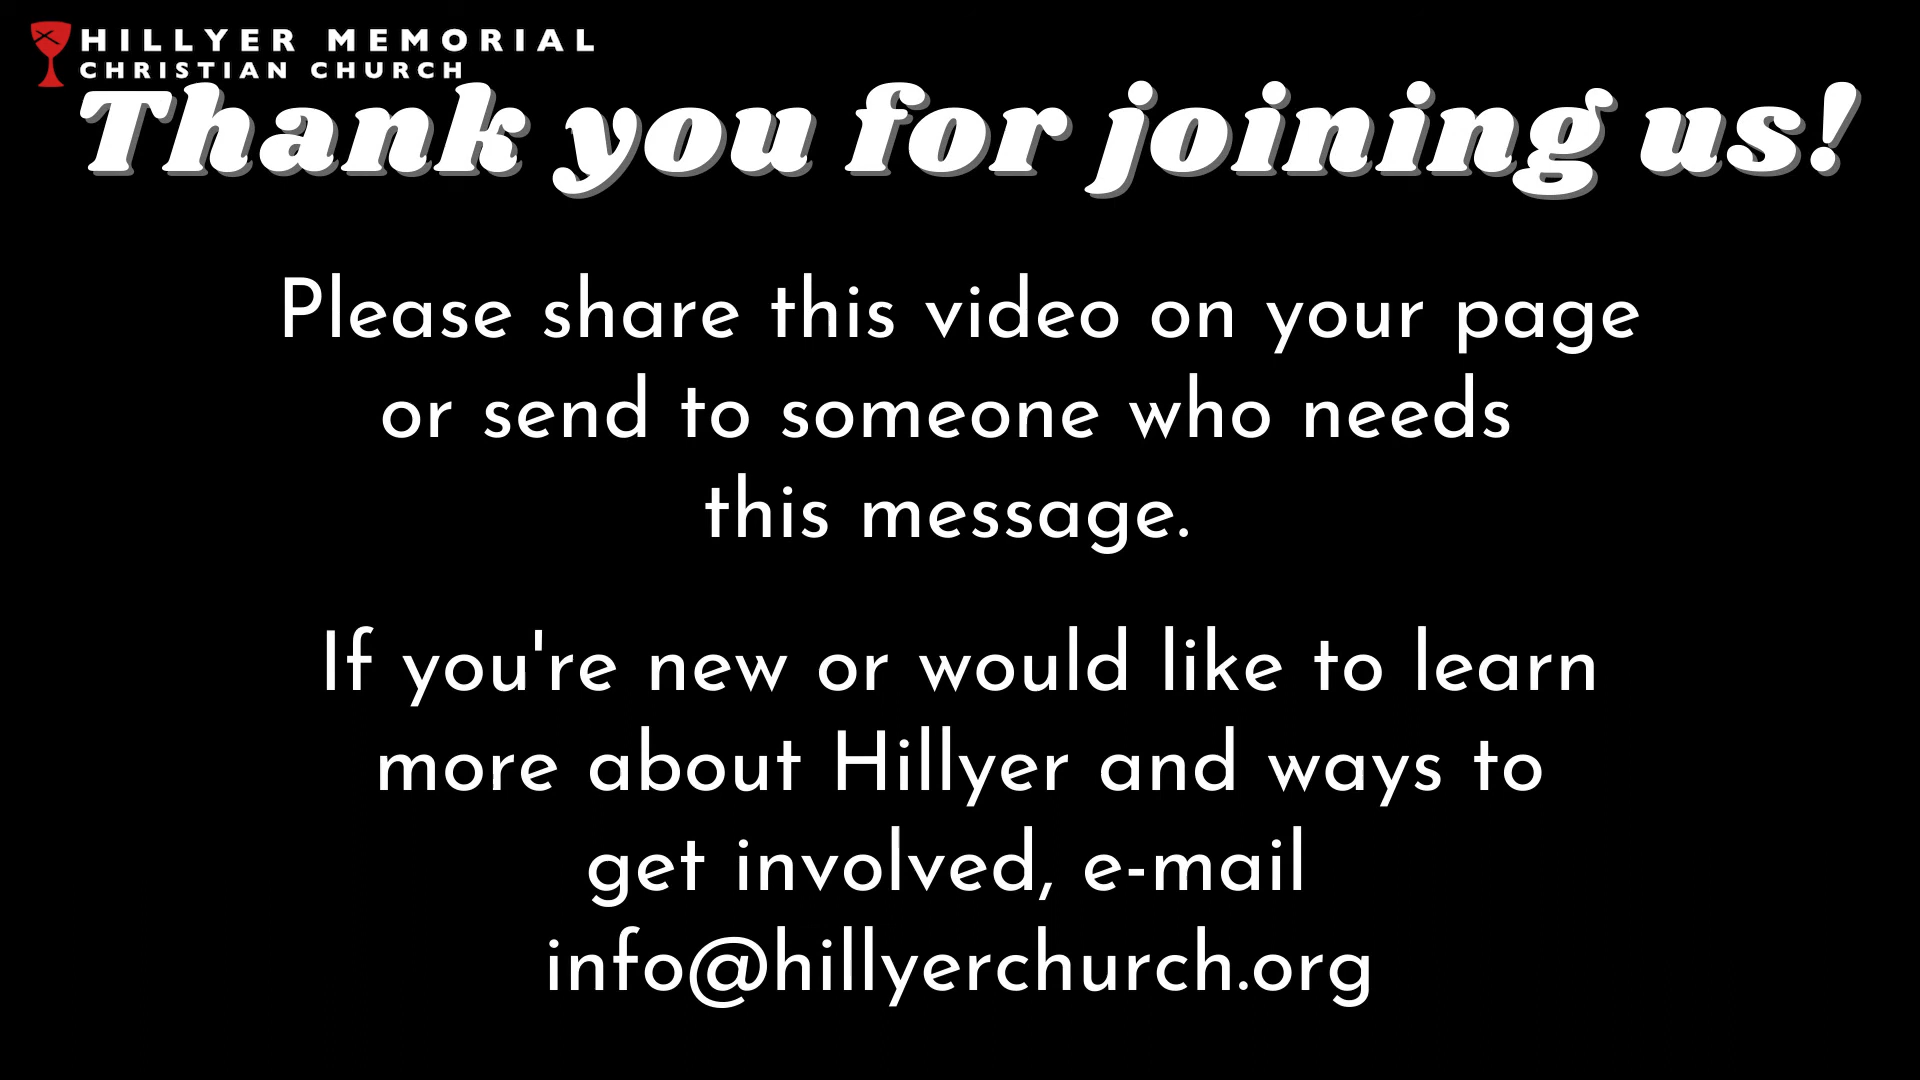 HILLYER MEMORIAL
CHRISTIAN CHURCH
Thank you for joining us!
Please share this video on your page
or send to someone who needs
this message.
If you're new or would like to learn
more about Hillyer and ways to
get involved, e-mail
info@hillyerchurch.org